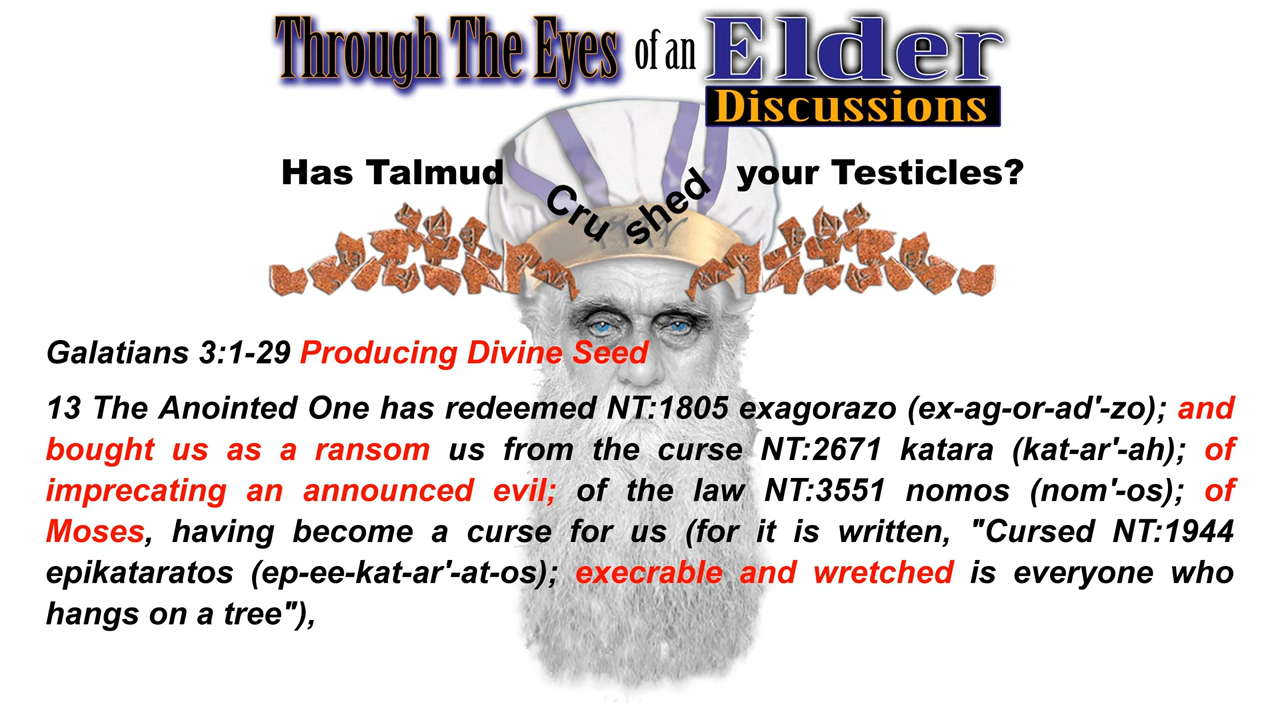 Through The Eyes of an Elder
Discussions
Has Talmud Crushed your Testicles?
Galatians 3:1-29 Producing Divine Seed
13 The Anointed One has redeemed NT:1805 exagorazo (ex-ag-or-ad'-zo); and
bought us as a ransom us from the curse NT:2671 katara (kat-ar'-ah); of
imprecating an announced evil; of the law NT:3551 nomos (nom'-os); of
Moses, having become a curse for us (for it is written, "Cursed NT:1944
epikataratos (ep-ee-kat-ar'-at-os); execrable and wretched is everyone who
hangs on a tree"),